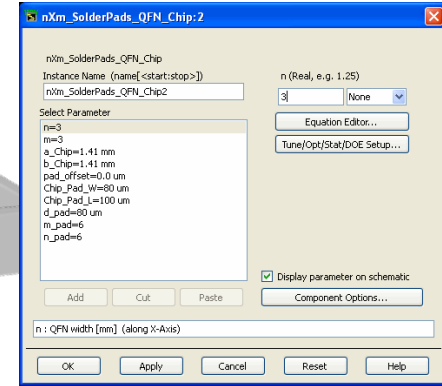 nXm_SolderPads_QFN_Chip:2
nXm_SolderPads_QFN_Chip
Instance Name (name[<start:stop>])
nXm_SolderPads_QFN_Chip2
Select Parameter
n=3
m=3
a_Chip=1.41 mm
b_Chip=1.41 mm
pad_offset=0.0 um
Chip_Pad_W=80 um
Chip_Pad_L=100 um
d_pad=80 um
m_pad=6
n_pad=6
Add
Cut
Paste
n (Real, e.g. 1.25)
3
None
Equation Editor...
Tune/Opt/Stat/DOE Setup...
Display parameter on schematic
Component Options...
n : QFN width [mm] (along X-Axis)
OK
Apply
Cancel
Reset
Help